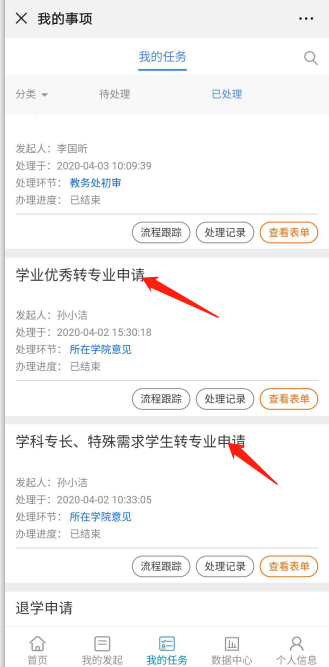 我的事项
我的任务
分类 待处理 已处理
发起人： 李国昕
处理于： 2020-04-03 10:09:39
处理环节： 教务处初审
办理进度： 已结束
流程跟踪 处理记录 查看表单
学业优秀转专业申请
发起人： 孙小洁
处理于： 2020-04-02 15:30:18
处理环节： 所在学院意见
办理进度： 已结束
流程跟踪 处理记录 查看表单
学科专长、特殊需求学生转专业申请
发起人： 孙小洁
处理于： 2020-04-02 10:33:05
处理环节： 所在学院意见
办理进度： 已结束
流程跟踪 处理记录 查看表单
退学申请
首页 我的发起 我的任务 数据中心 个人信息